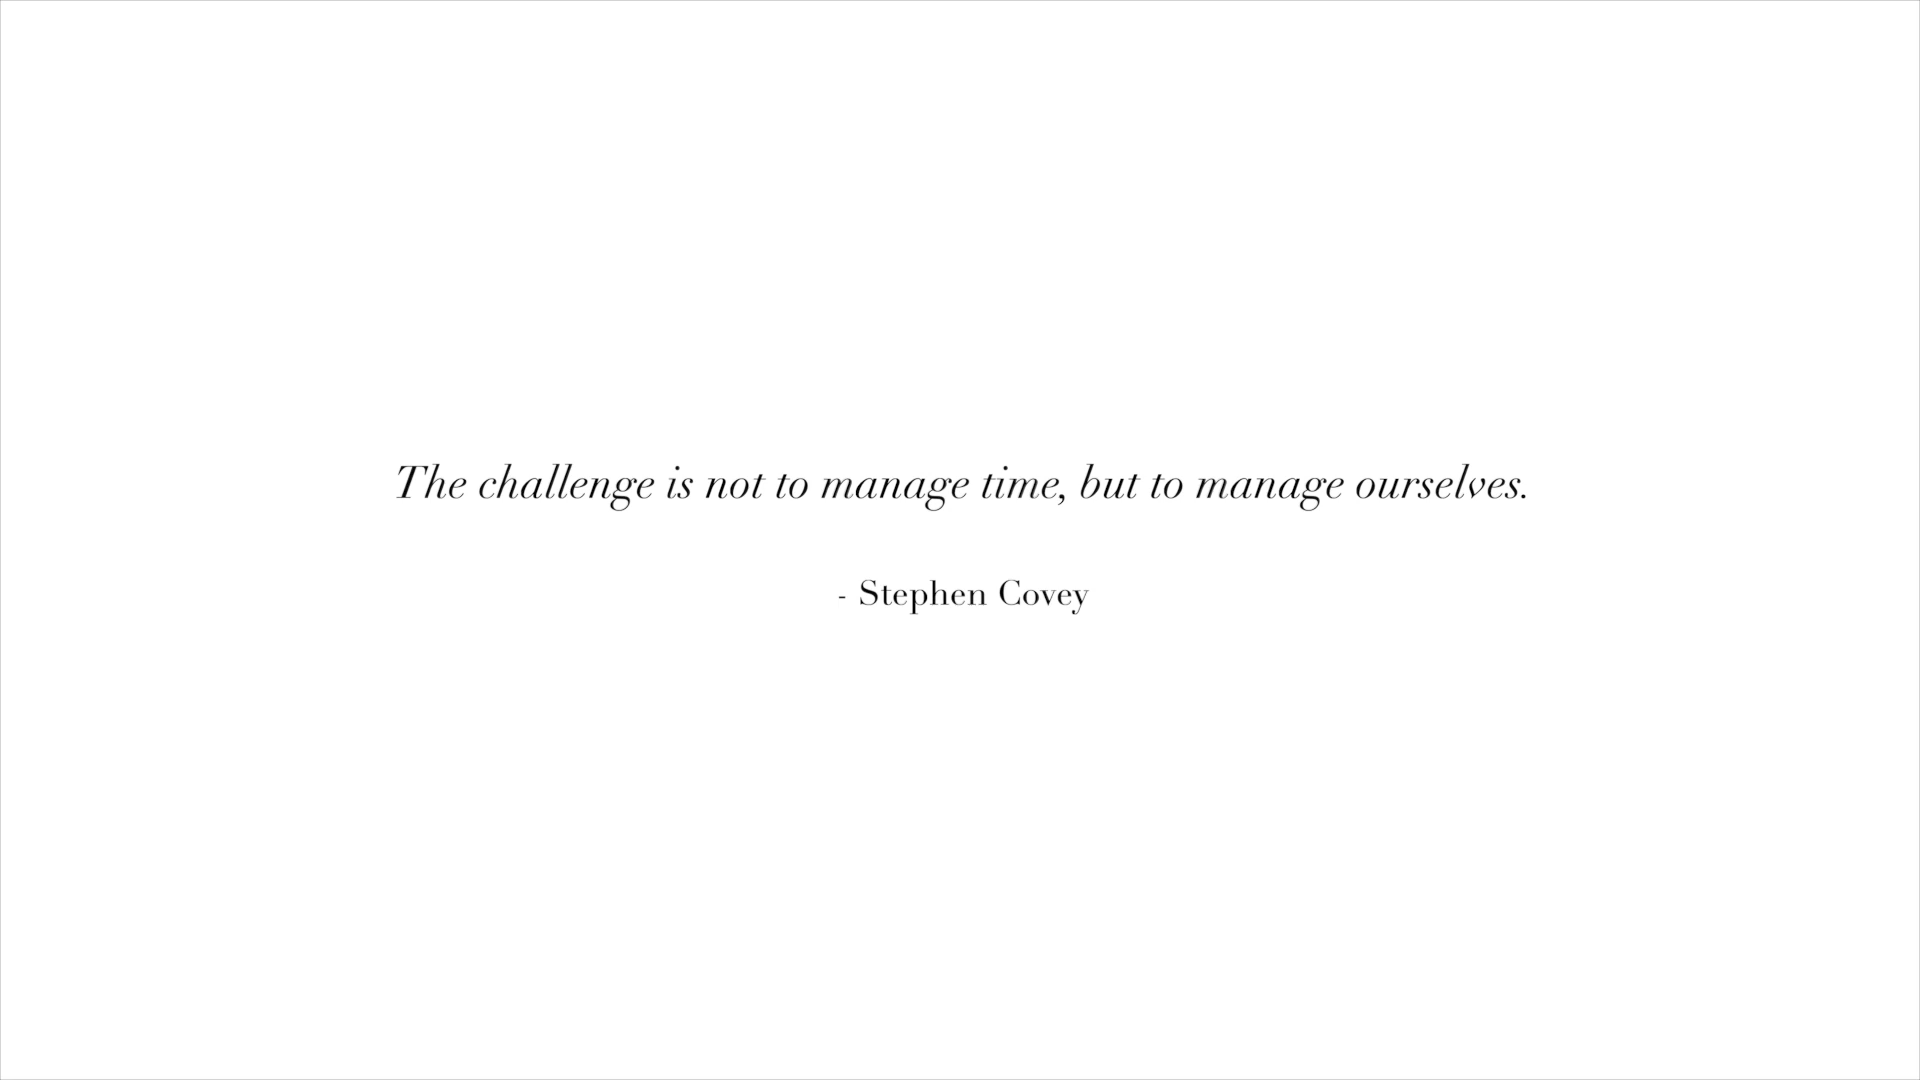 The challenge is not to manage time, but to manage ourselves.
- Stephen Covey